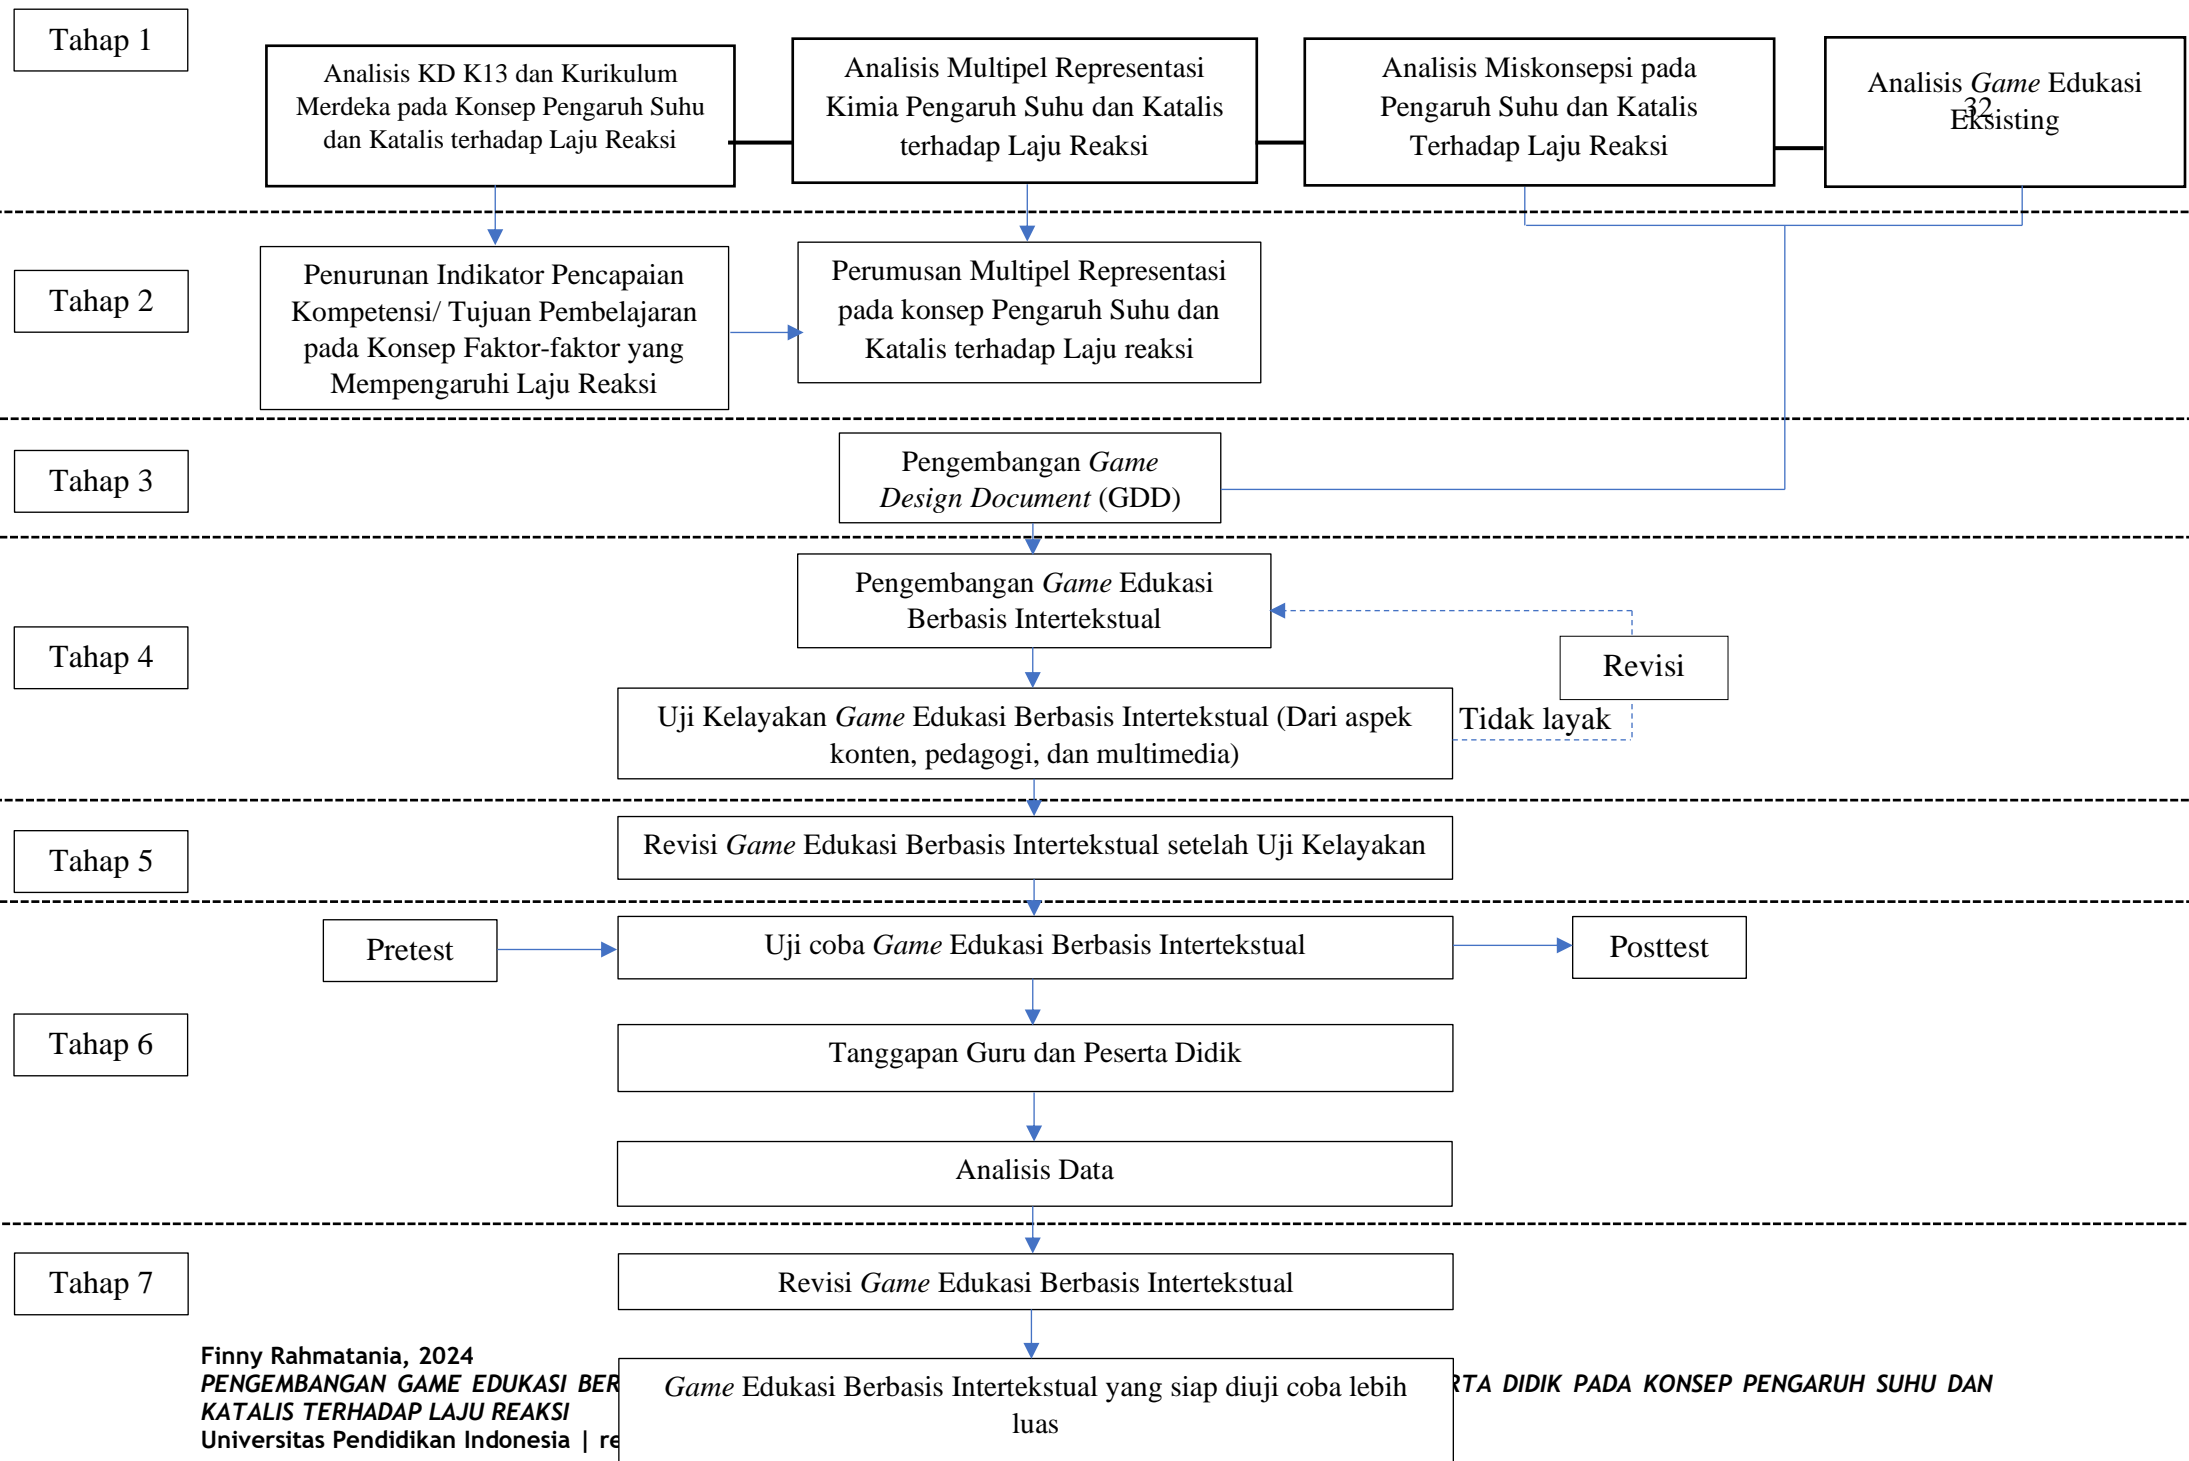 Tahap 1
Analisis KD K13 dan Kurikulum
Merdeka pada Konsep Pengaruh Suhu
dan Katalis terhadap Laju Reaksi
Analisis Multipel Representasi
Kimia Pengaruh Suhu dan Katalis
terhadap Laju Reaksi
Analisis Miskonsepsi pada
Pengaruh Suhu dan Katalis
Terhadap Laju Reaksi
Analisis Game Edukasi
Eksisting
32
Tahap 2
Penurunan Indikator Pencapaian
Kompetensi/ Tujuan Pembelajaran
pada Konsep Faktor-faktor yang
Mempengaruhi Laju Reaksi
Perumusan Multipel Representasi
pada konsep Pengaruh Suhu dan
Katalis terhadap Laju reaksi
Tahap 3
Pengembangan Game
Design Document (GDD)
Tahap 4
Pengembangan Game Edukasi
Berbasis Intertekstual
Revisi
Uji Kelayakan Game Edukasi Berbasis Intertekstual (Dari aspek
konten, pedagogi, dan multimedia)
Tidak layak
Tahap 5
Revisi Game Edukasi Berbasis Intertekstual setelah Uji Kelayakan
Pretest
Uji coba Game Edukasi Berbasis Intertekstual
Posttest
Tahap 6
Tanggapan Guru dan Peserta Didik
Analisis Data
Tahap 7
Revisi Game Edukasi Berbasis Intertekstual
Game Edukasi Berbasis Intertekstual yang siap diuji coba lebih
luas
Finny Rahmatania, 2024
PENGEMBANGAN GAME EDUKASI BER RTA DIDIK PADA KONSEP PENGARUH SUHU DAN
KATALIS TERHADAP LAJU REAKSI
Universitas Pendidikan Indonesia | re